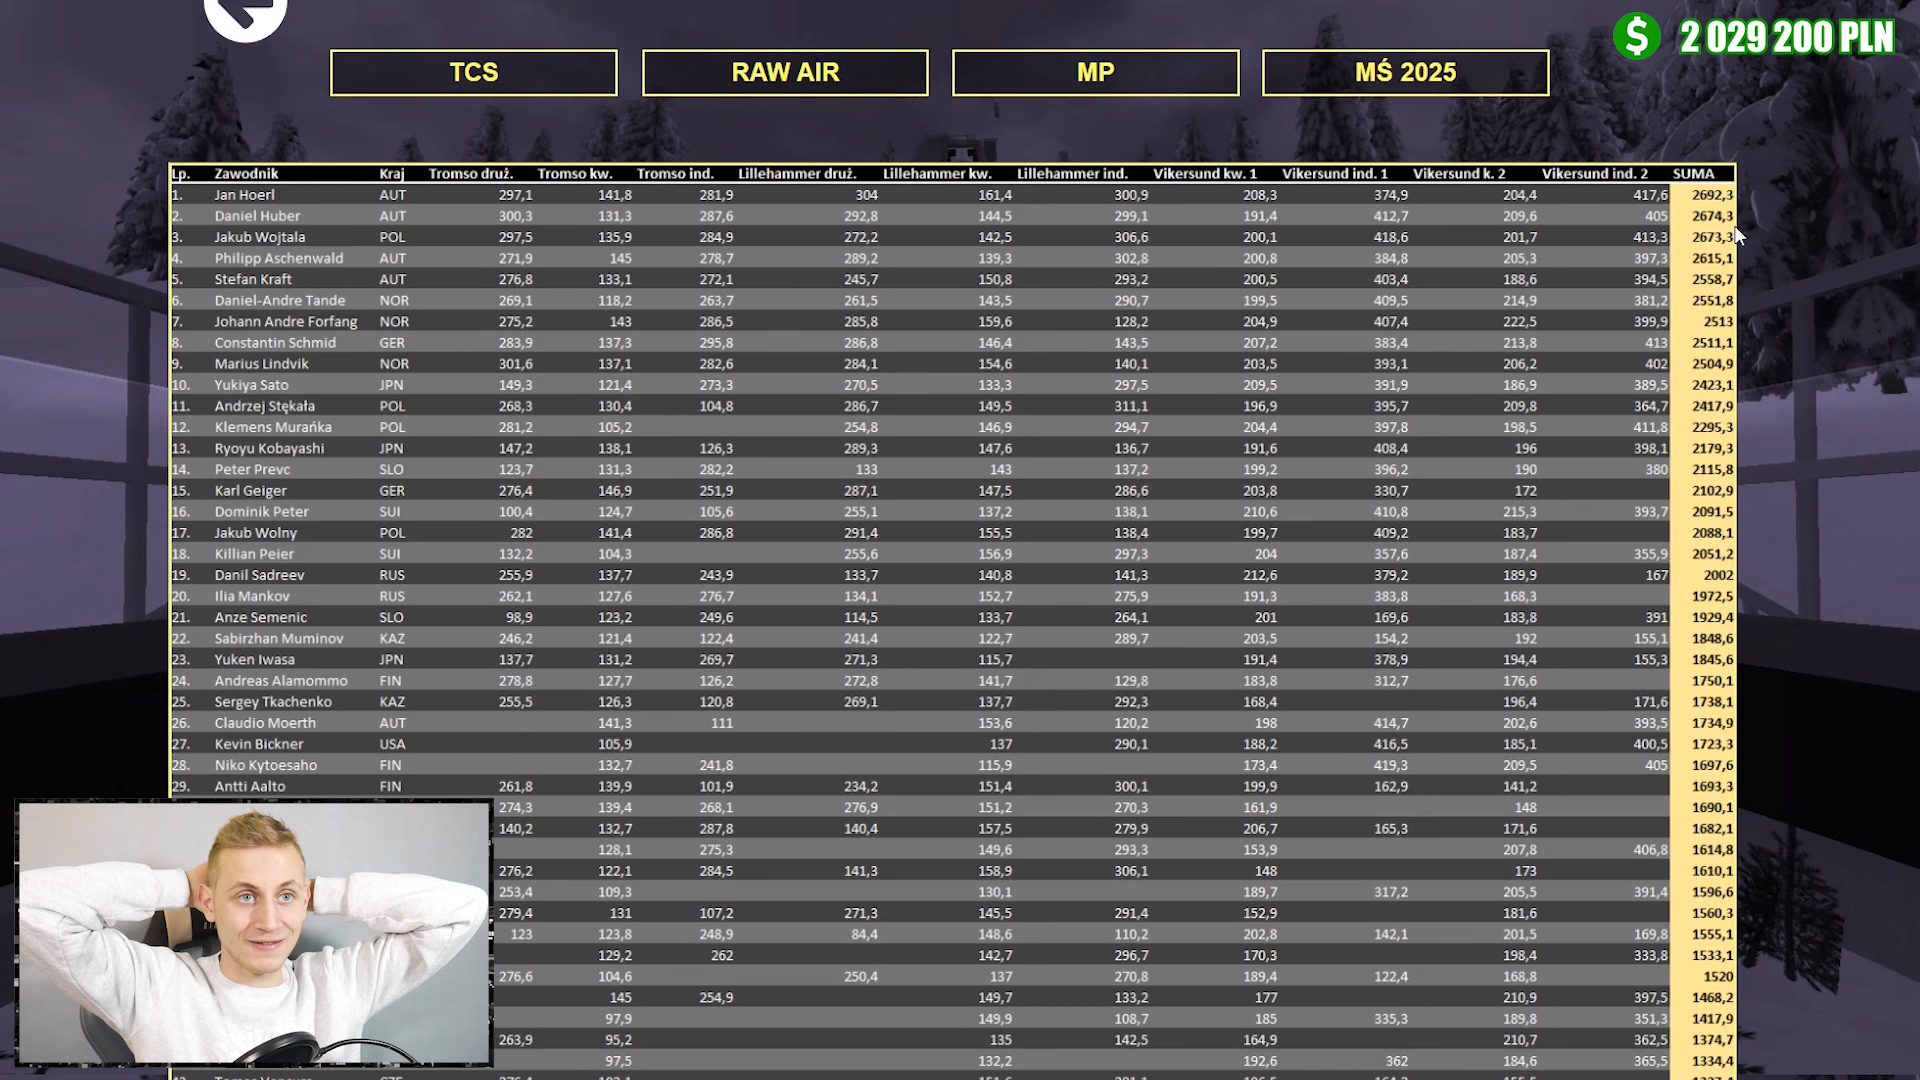 2 029 200 PLN
TCS RAW AIR MP MŚ 2025
Lp. Zawodnik Kraj Tromso druż. Tromso kw. Tromso ind. Lillehammer druż. Lillehammer kw. Lillehammer ind. Vikersund kw. 1 Vikersund ind. 1 Vikersund k. 2 Vikersund ind. 2 SUMA
1. Jan Hoerl AUT 297,1 141,8 281,9 304 161,4 300,9 208,3 374,9 204,4 417,6 2692,3
2. Daniel Huber AUT 300,3 131,3 287,6 292,8 144,5 299,1 191,4 412,7 209,6 405 2674,3
3. Jakub Wojtala POL 297,5 135,9 284,9 272,2 142,5 306,6 200,1 418,6 201,7 413,3 2673,3
4. Philipp Aschenwald AUT 271,9 145 278,7 289,2 139,3 302,8 200,8 384,8 205,3 397,3 2615,1
5. Stefan Kraft AUT 276,8 133,1 272,1 245,7 150,8 293,2 200,5 403,4 188,6 394,5 2558,7
6. Daniel-Andre Tande NOR 269,1 118,2 263,7 261,5 143,5 290,7 199,5 409,5 214,9 381,2 2551,8
7. Johann Andre Forfang NOR 275,2 143 286,5 285,8 159,6 128,2 204,9 407,4 222,5 399,9 2513
8. Constantin Schmid GER 283,9 137,3 295,8 286,8 146,4 143,5 207,2 383,4 213,8 413 2511,1
9. Marius Lindvik NOR 301,6 137,1 282,6 284,1 154,6 140,1 203,5 393,1 206,2 402 2504,9
10. Yukiya Sato JPN 149,3 121,4 273,3 270,5 133,3 297,5 209,5 391,9 186,9 389,5 2423,1
11. Andrzej Stękała POL 268,3 130,4 104,8 286,7 149,5 311,1 196,9 395,7 209,8 364,7 2417,9
12. Klemens Murańka POL 281,2 105,2 254,8 146,9 294,7 204,4 397,8 198,5 411,8 2295,3
13. Ryoyu Kobayashi JPN 147,2 138,1 126,3 289,3 147,6 136,7 191,6 408,4 196 398,1 2179,3
14. Peter Prevc SLO 123,7 131,3 282,2 133 143 137,2 199,2 396,2 190 380 2115,8
15. Karl Geiger GER 276,4 146,9 251,9 287,1 147,5 286,6 203,8 330,7 172 2102,9
16. Dominik Peter SUI 100,4 124,7 105,6 255,1 137,2 138,1 210,6 410,8 215,3 393,7 2091,5
17. Jakub Wolny POL 282 141,4 286,8 291,4 155,5 138,4 199,7 409,2 183,7 2088,1
18. Killian Peier SUI 132,2 104,3 255,6 156,9 297,3 204 357,6 187,4 355,9 2051,2
19. Danil Sadreev RUS 255,9 137,7 243,9 133,7 140,8 141,3 212,6 379,2 189,9 167 2002
20. Ilia Mankov RUS 262,1 127,6 276,7 134,1 152,7 275,9 191,3 383,8 168,3 1972,5
21. Anze Semenic SLO 98,9 123,2 249,6 114,5 133,7 264,1 201 169,6 183,8 391 1929,4
22. Sabirzhan Muminov KAZ 246,2 121,4 122,4 241,4 122,7 289,7 203,5 154,2 192 155,1 1848,6
23. Yuken Iwasa JPN 137,7 131,2 269,7 271,3 115,7 191,4 378,9 194,4 155,3 1845,6
24. Andreas Alamommo FIN 278,8 127,7 126,2 272,8 141,7 129,8 183,8 312,7 176,6 1750,1
25. Sergey Tkachenko KAZ 255,5 126,3 120,8 269,1 137,7 292,3 168,4 196,4 171,6 1738,1
26. Claudio Moerth AUT 141,3 111 153,6 120,2 198 414,7 202,6 393,5 1734,9
27. Kevin Bickner USA 105,9 137 290,1 188,2 416,5 185,1 400,5 1723,3
28. Niko Kytoesaho FIN 132,7 241,8 115,9 173,4 419,3 209,5 405 1697,6
29. Antti Aalto FIN 261,8 139,9 101,9 234,2 151,4 300,1 199,9 162,9 141,2 1693,3
274,3 139,4 268,1 276,9 151,2 270,3 161,9 148 1690,1
140,2 132,7 287,8 140,4 157,5 279,9 206,7 165,3 171,6 1682,1
128,1 275,3 149,6 293,3 153,9 207,8 406,8 1614,8
276,2 122,1 284,5 141,3 158,9 306,1 148 173 1610,1
253,4 109,3 130,1 189,7 317,2 205,5 391,4 1596,6
279,4 131 107,2 271,3 145,5 291,4 152,9 181,6 1560,3
123 123,8 248,9 84,4 148,6 110,2 202,8 142,1 201,5 169,8 1555,1
129,2 262 142,7 296,7 170,3 198,4 333,8 1533,1
276,6 104,6 250,4 137 270,8 189,4 122,4 168,8 1520
145 254,9 149,7 133,2 177 210,9 397,5 1468,2
97,9 149,9 108,7 185 335,3 189,8 351,3 1417,9
263,9 95,2 135 142,5 164,9 210,7 362,5 1374,7
97,5 132,2 192,6 362 184,6 365,5 1334,4